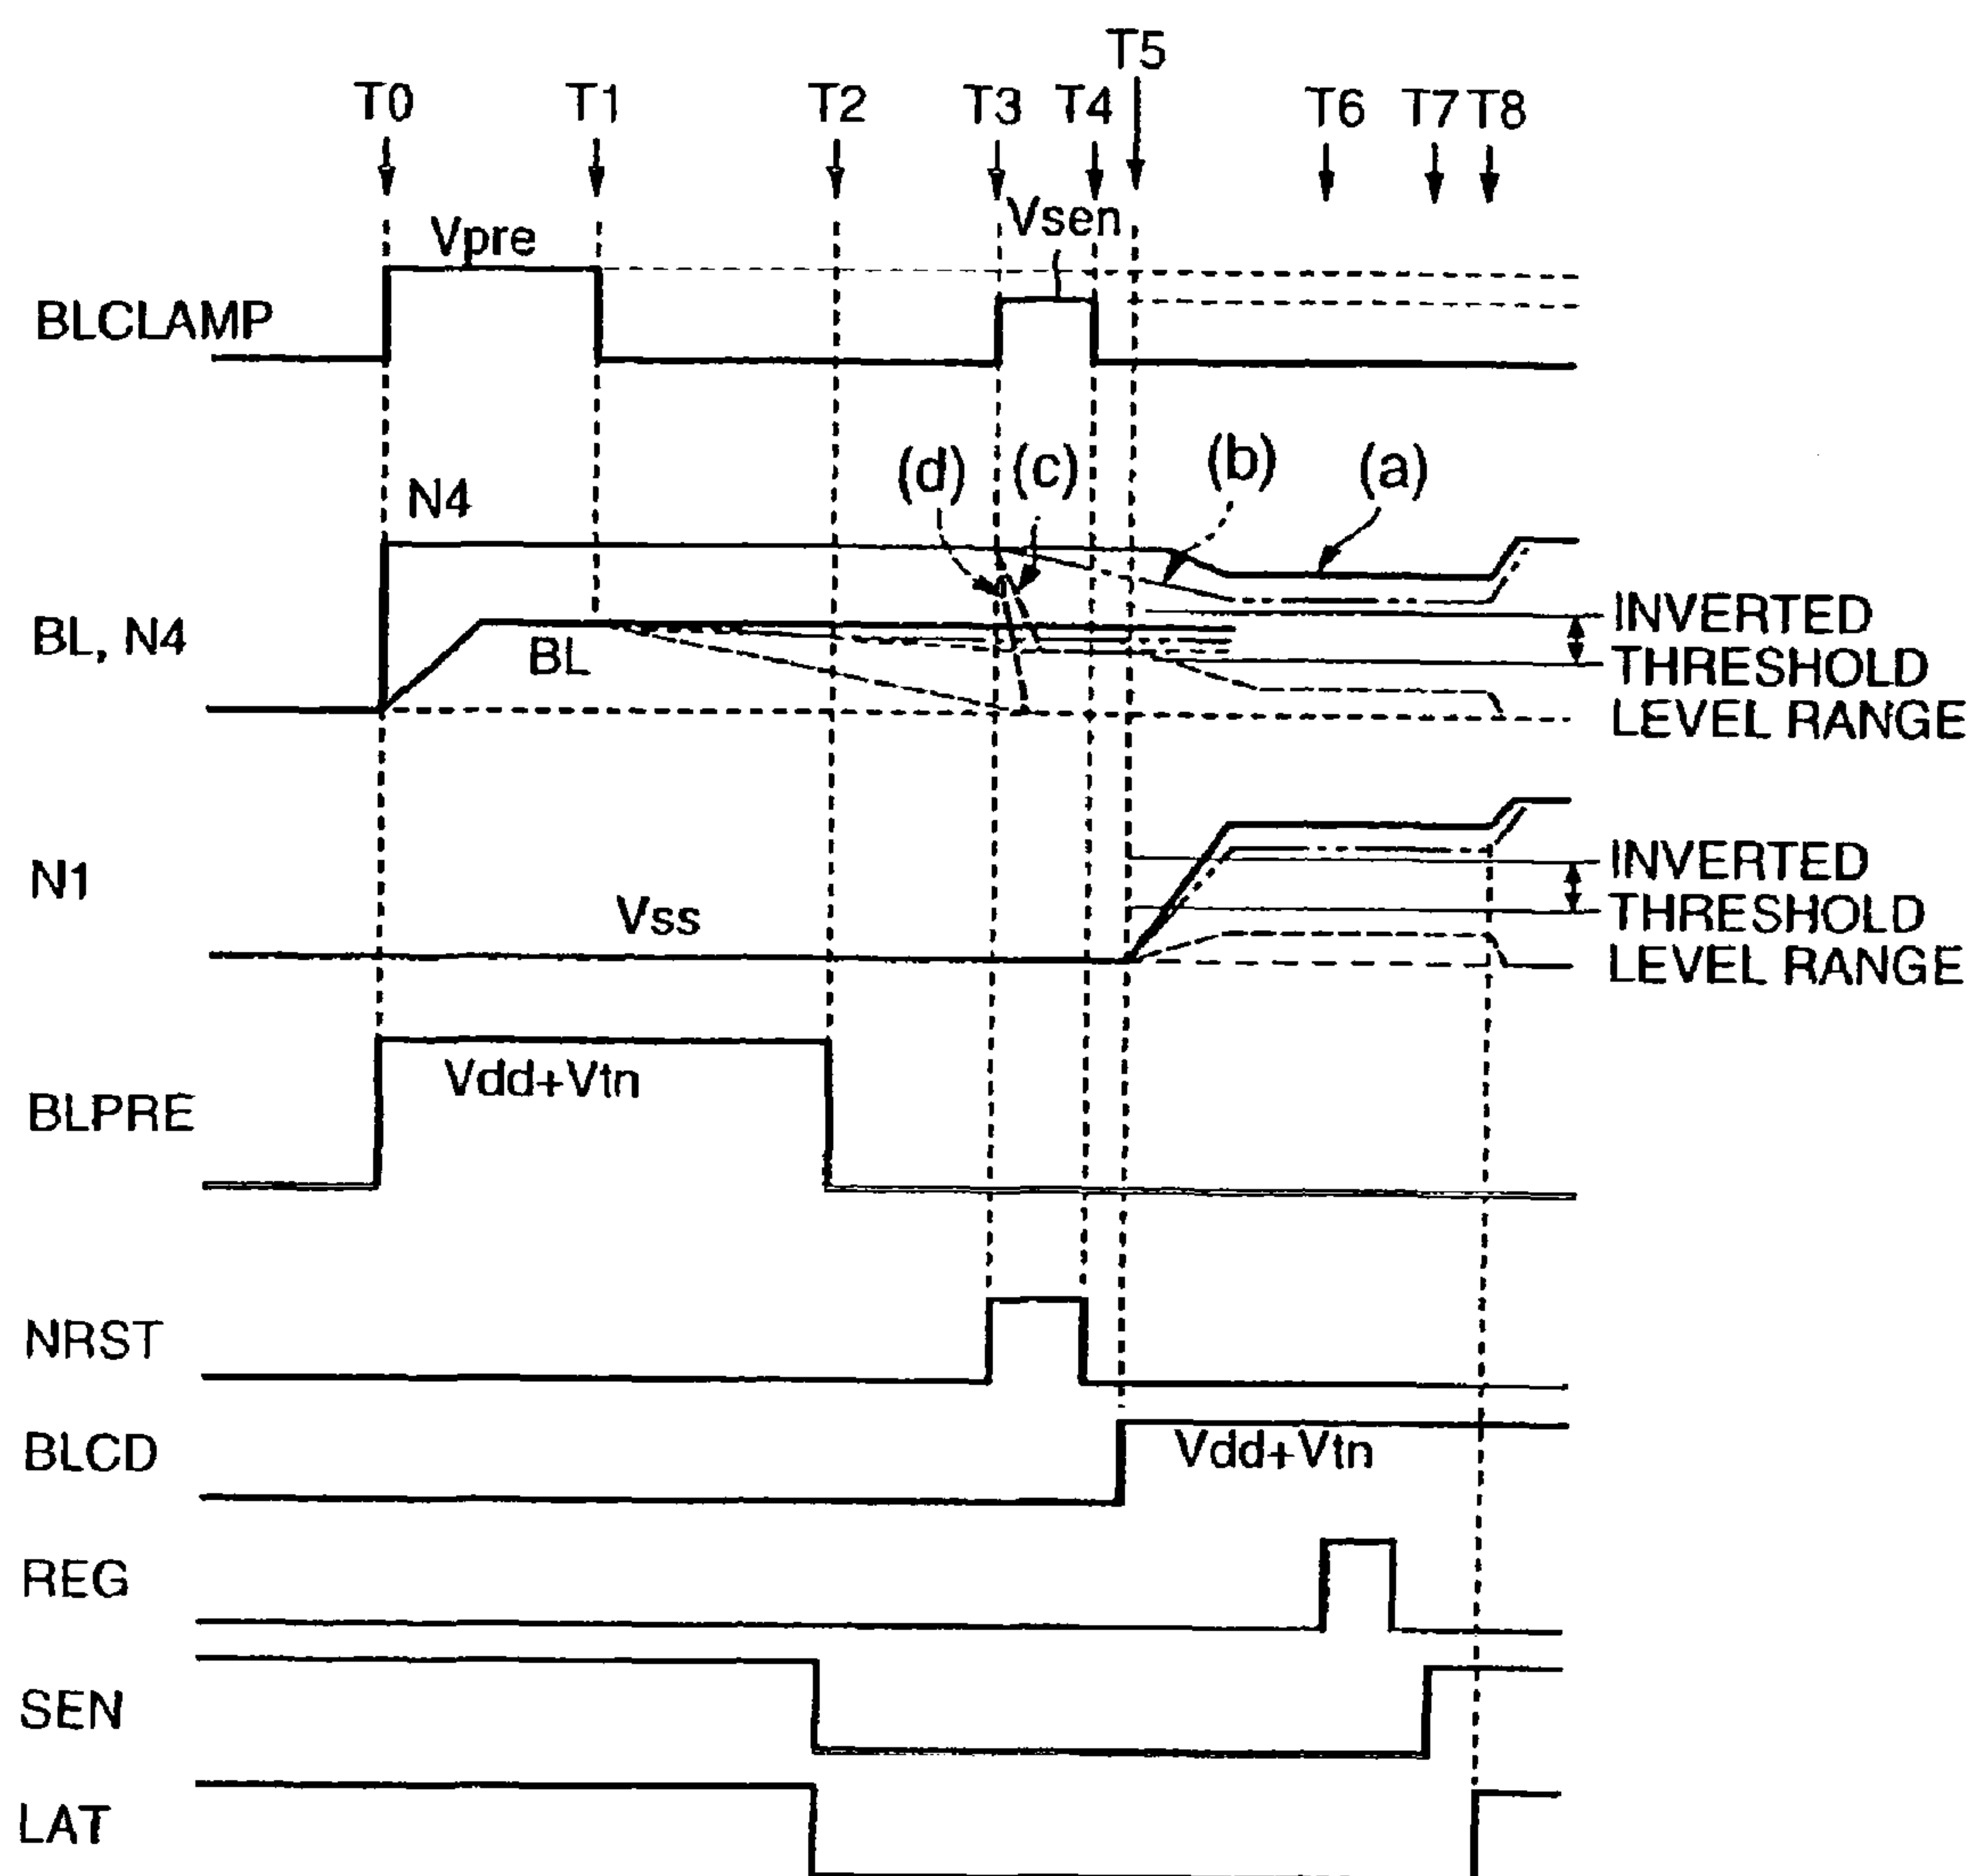 T5
T0 T1 T2 T3 T4 T6 T7 T8
Vpre Vsen
BLCLAMP
(d) (c) (b) (a)
N4
BL, N4
BL
INVERTED
THRESHOLD
LEVEL RANGE
N1
Vss
INVERTED
THRESHOLD
LEVEL RANGE
BLPRE
Vdd+Vtn
NRST
BLCD
Vdd+Vtn
REG
SEN
LAT